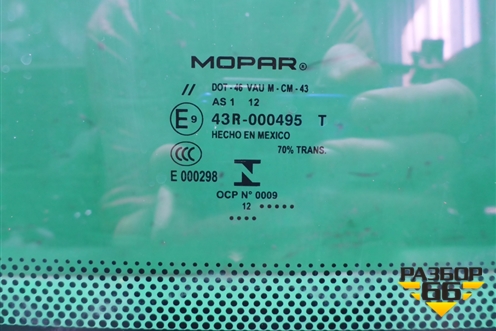 MOPAR®
// DOT - 46 VAU M - CM - 43
AS 1 12
E9 43R-000495 T
HECHO EN MEXICO
CCC 70% TRANS.
E 000298 N
OCP N° 0009
12 •••••
••••
РАЗБОР
66